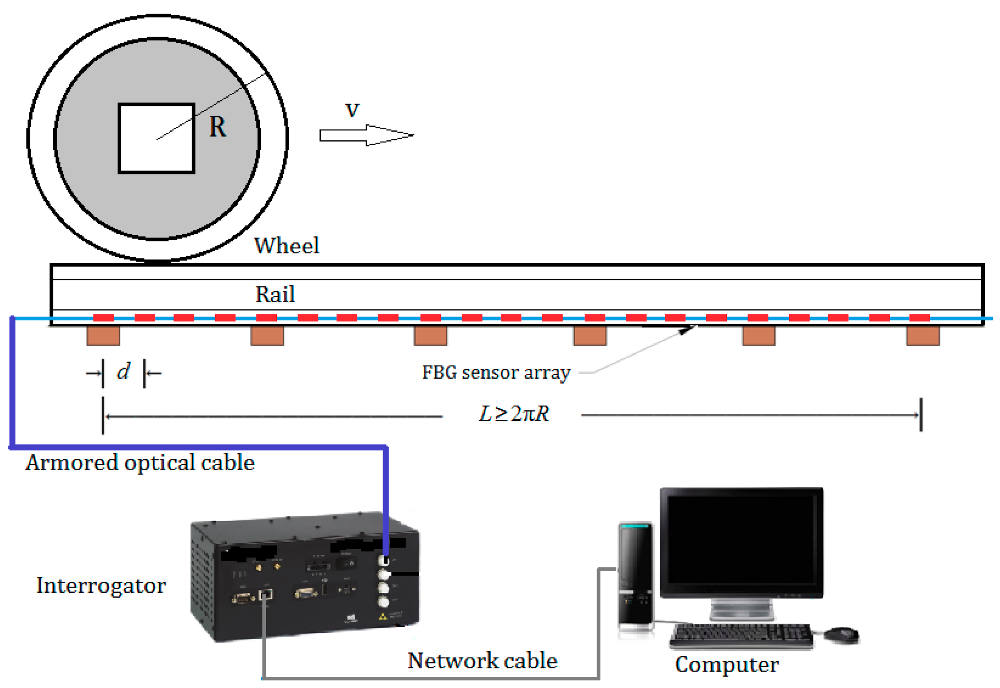 R
v
Wheel
Rail
d
FBG sensor array
L≥2πR
Armored optical cable
Interrogator
Network cable
Computer